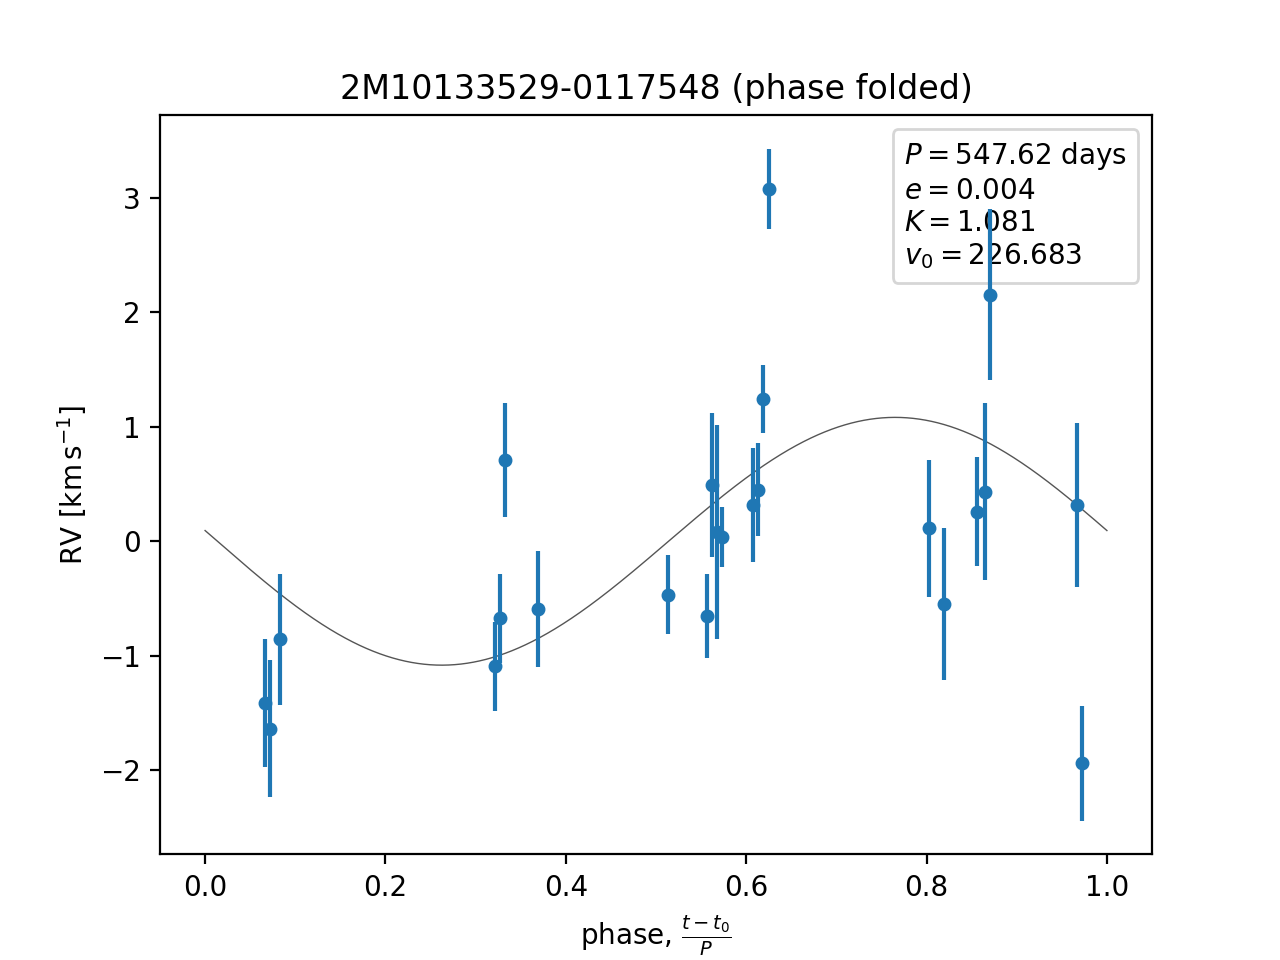 2M10133529-0117548 (phase folded)
P = 547.62 days
e = 0.004
K = 1.081
v₀ = 226.683
RV [km s⁻¹]
3
2
1
0
−1
−2
0.0 0.2 0.4 0.6 0.8 1.0
phase, (t − t₀)/P